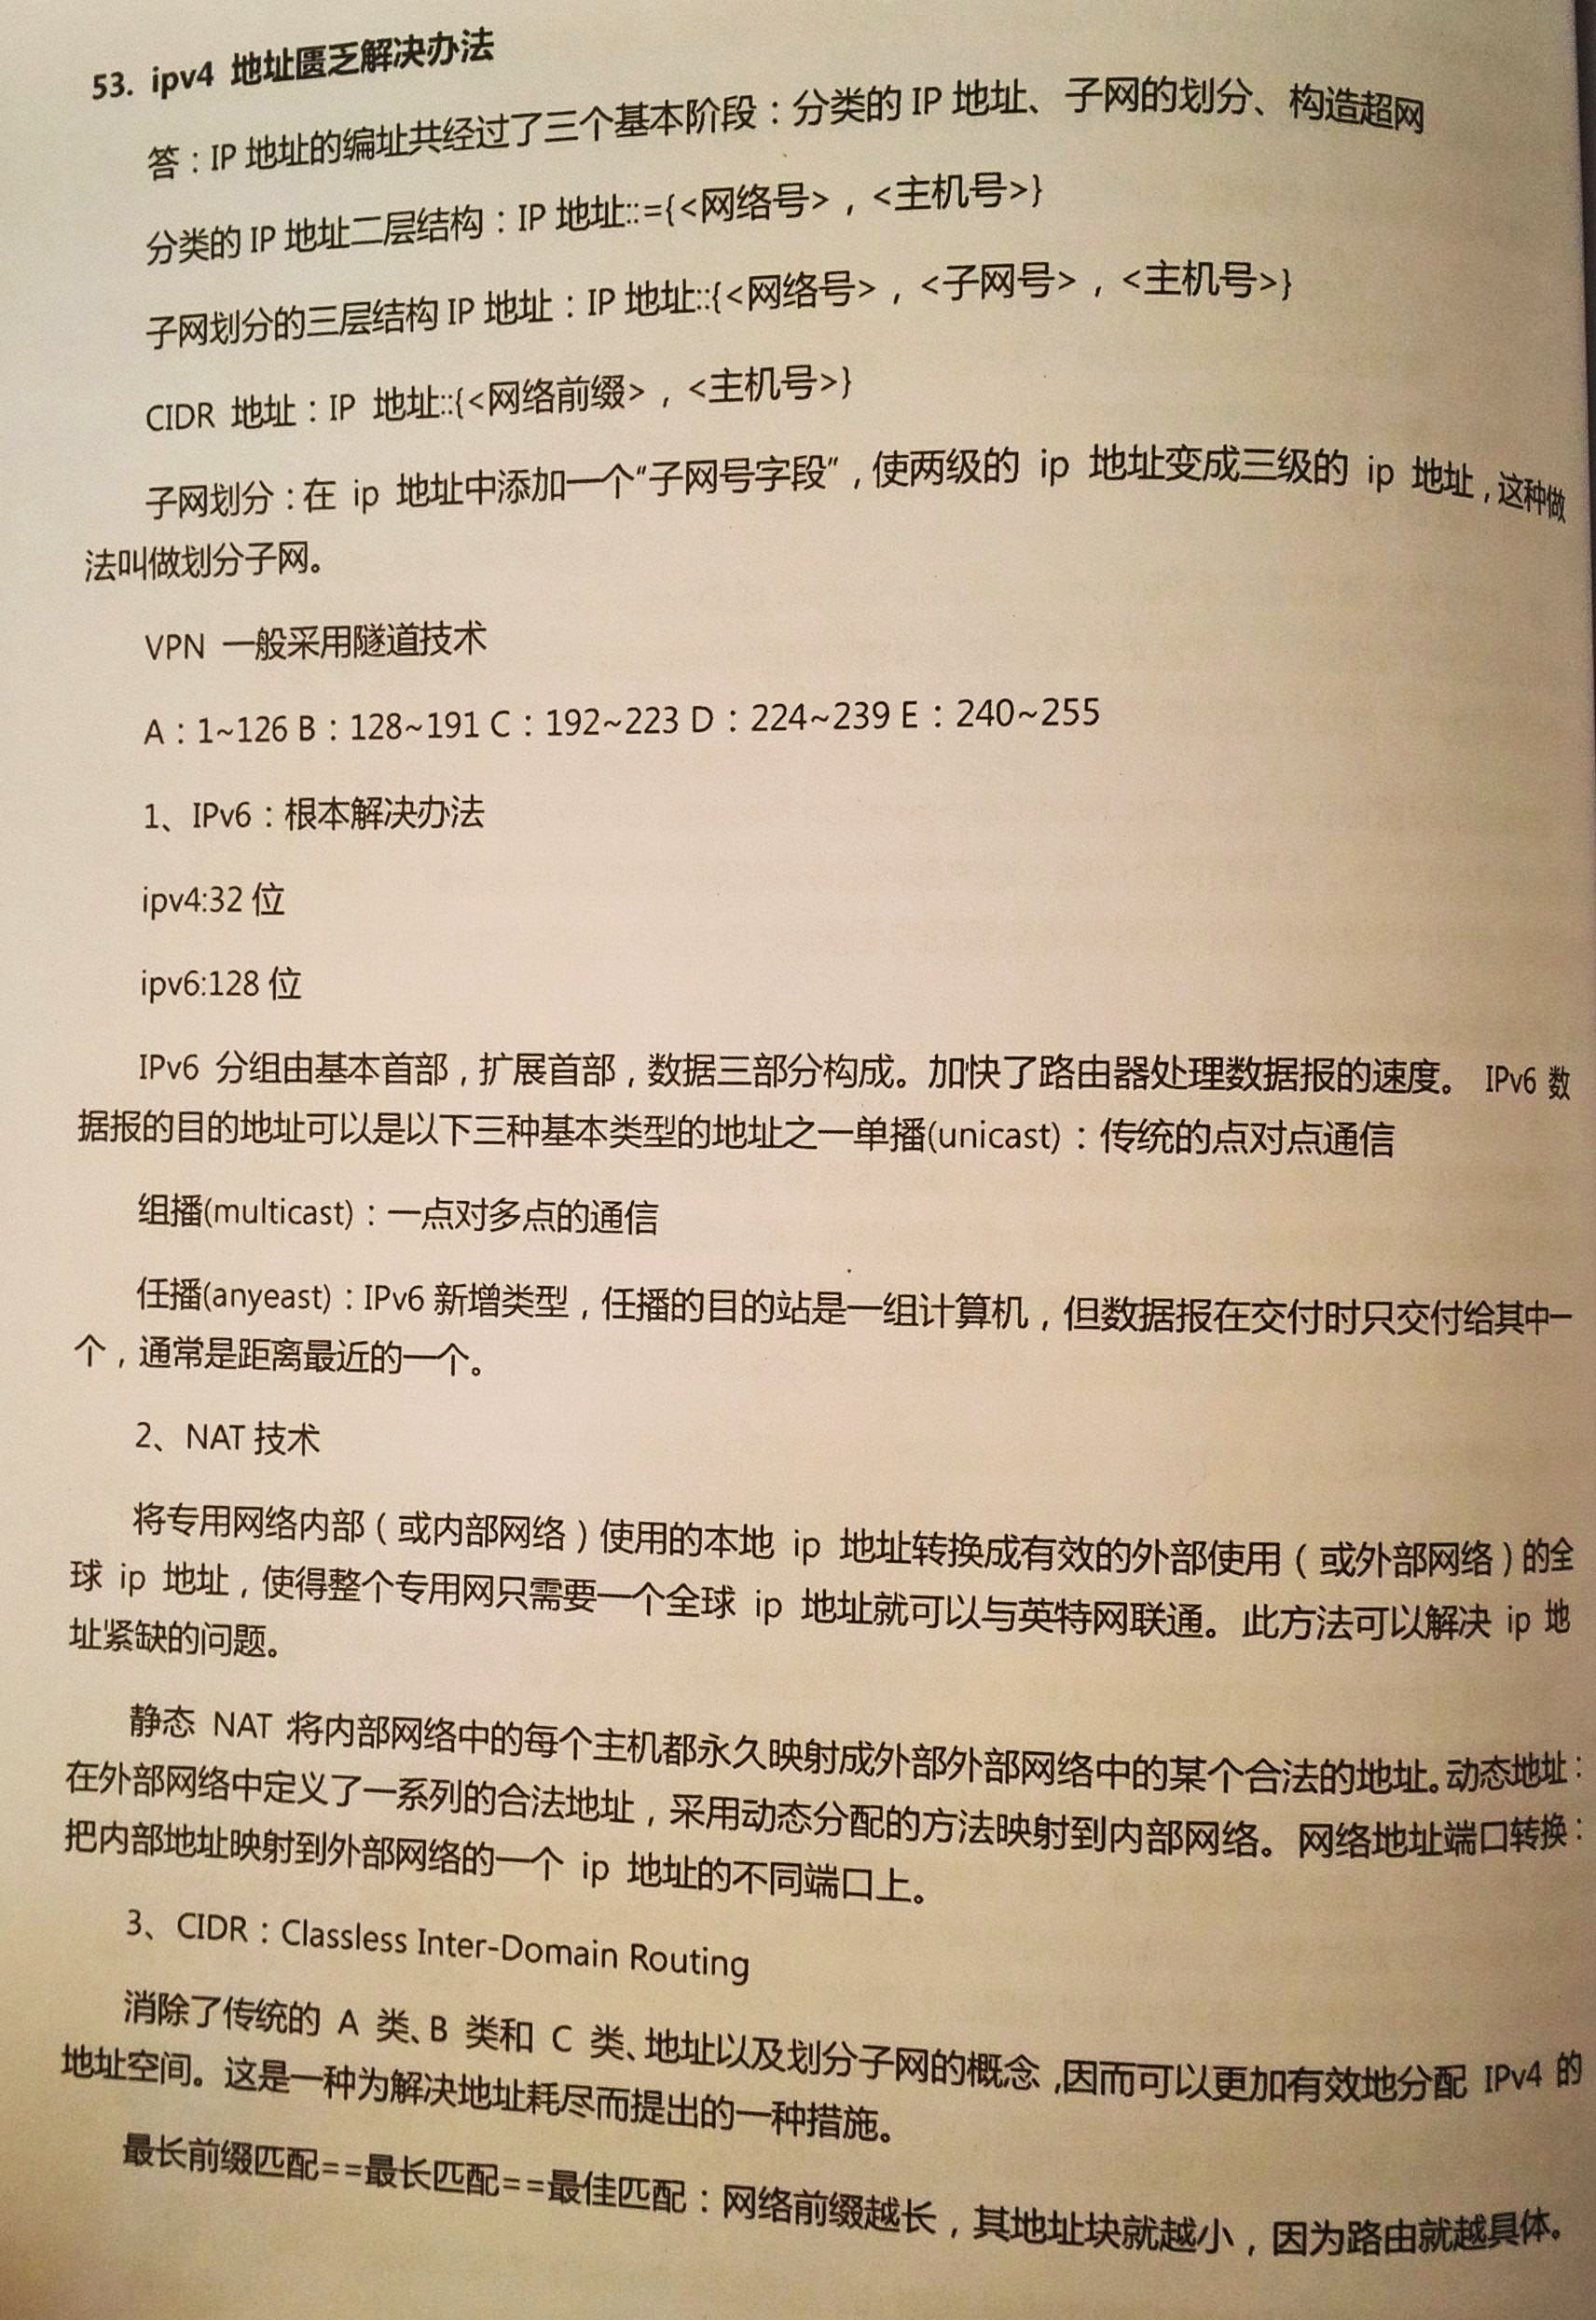 53. ipv4 地址匮乏解决办法
答：IP 地址的编址共经过了三个基本阶段：分类的 IP 地址、子网的划分、构造超网
分类的 IP 地址二层结构：IP 地址::={<网络号>，<主机号>}
子网划分的三层结构 IP 地址：IP 地址::{<网络号>，<子网号>，<主机号>}
CIDR 地址：IP 地址::{<网络前缀>，<主机号>}
子网划分：在 ip 地址中添加一个“子网号字段”，使两级的 ip 地址变成三级的 ip 地址，这种做
法叫做划分子网。
VPN 一般采用隧道技术
A：1~126 B：128~191 C：192~223 D：224~239 E：240~255
1、IPv6：根本解决办法
ipv4:32 位
ipv6:128 位
IPv6 分组由基本首部，扩展首部，数据三部分构成。加快了路由器处理数据报的速度。 IPv6 数
据报的目的地址可以是以下三种基本类型的地址之一单播(unicast)：传统的点对点通信
组播(multicast)：一点对多点的通信
任播(anyeast)：IPv6 新增类型，任播的目的站是一组计算机，但数据报在交付时只交付给其中一
个，通常是距离最近的一个。
2、NAT 技术
将专用网络内部（或内部网络）使用的本地 ip 地址转换成有效的外部使用（或外部网络）的全
球 ip 地址，使得整个专用网只需要一个全球 ip 地址就可以与英特网联通。此方法可以解决 ip 地
址紧缺的问题。
静态 NAT 将内部网络中的每个主机都永久映射成外部外部网络中的某个合法的地址。动态地址：
在外部网络中定义了一系列的合法地址，采用动态分配的方法映射到内部网络。网络地址端口转换：
把内部地址映射到外部网络的一个 ip 地址的不同端口上。
3、CIDR：Classless Inter-Domain Routing
消除了传统的 A 类、B 类和 C 类、地址以及划分子网的概念，因而可以更加有效地分配 IPv4 的
地址空间。这是一种为解决地址耗尽而提出的一种措施。
最长前缀匹配==最长匹配==最佳匹配：网络前缀越长，其地址块就越小，因为路由就越具体。